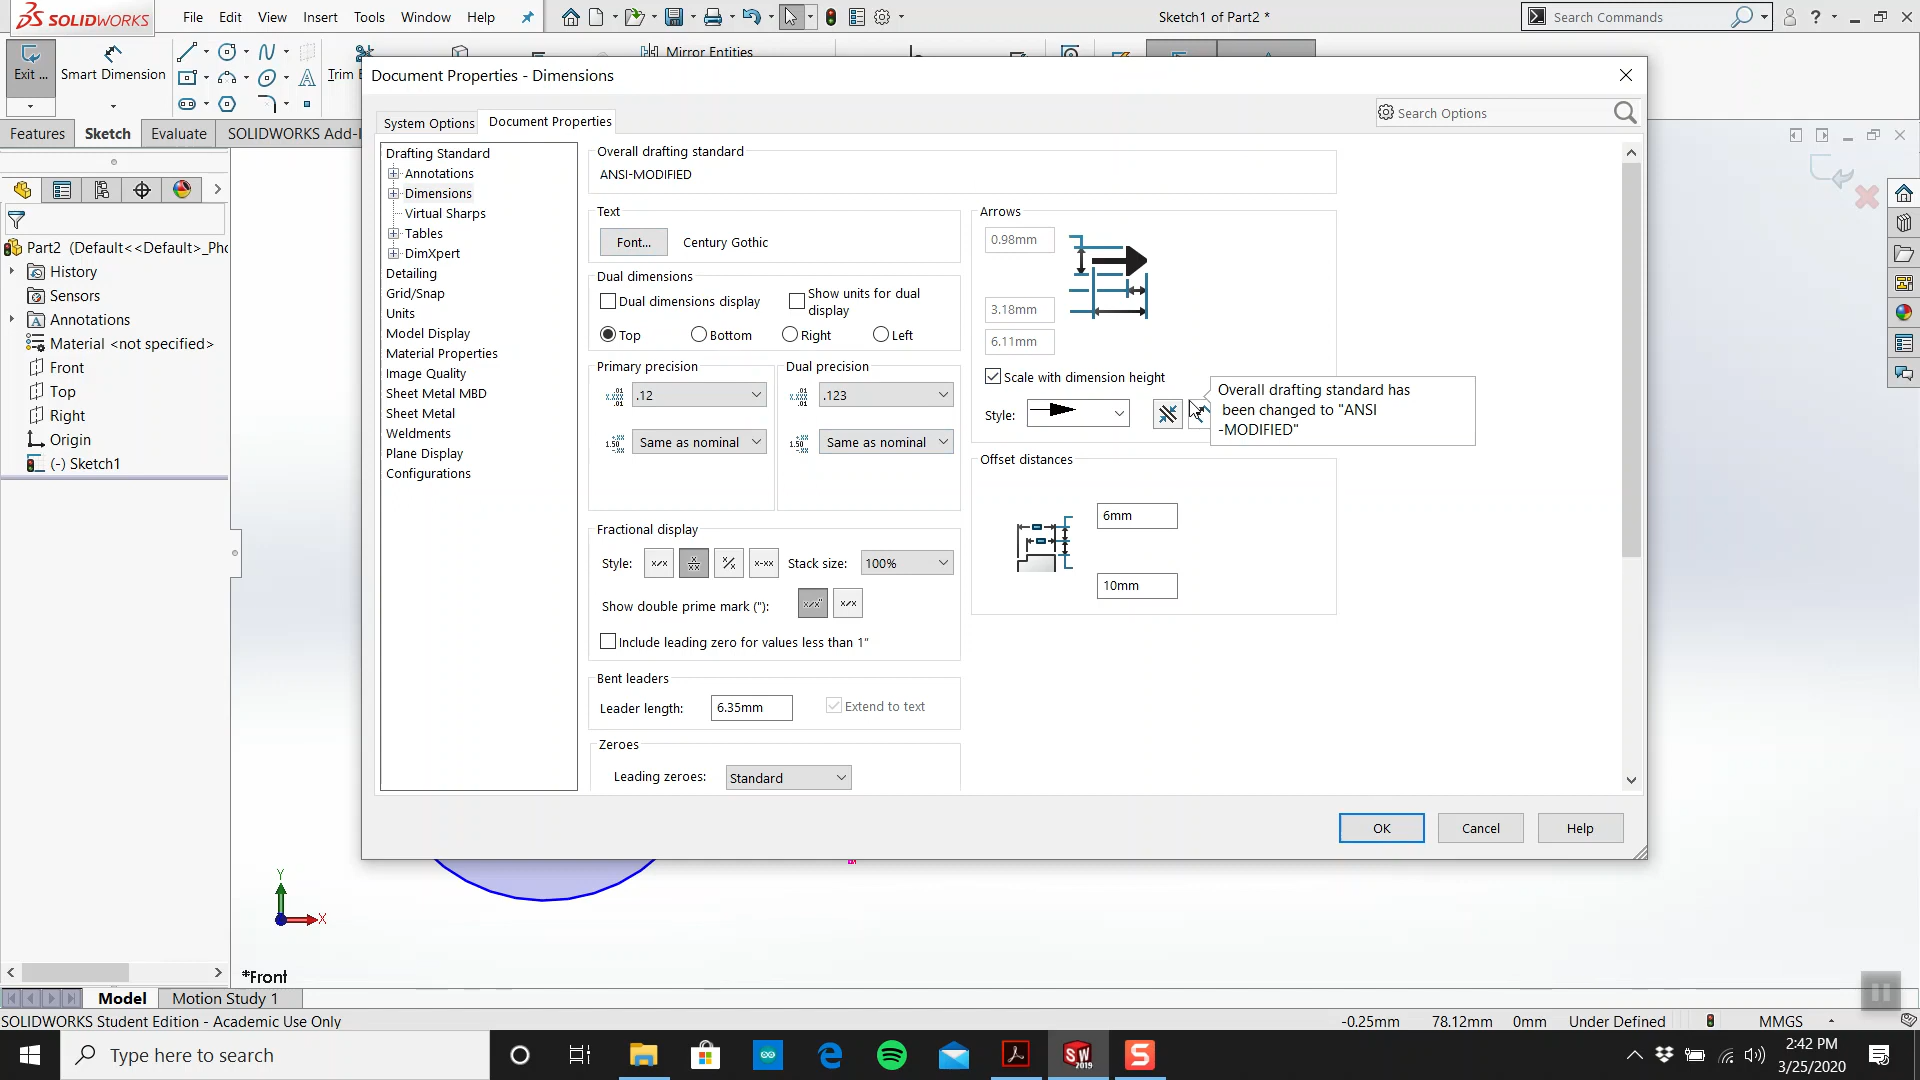 SOLIDWORKS
File Edit View Insert Tools Window Help
Sketch1 of Part2 *
Search Commands
Exit ...
Smart Dimension
Trim E
Mirror Entities
Features Sketch Evaluate SOLIDWORKS Add-I
Document Properties - Dimensions
System Options Document Properties
Search Options
Part2 (Default<<Default>_Pho
History
Sensors
Annotations
Material <not specified>
Front
Top
Right
Origin
(-) Sketch1
Drafting Standard
Annotations
Dimensions
Virtual Sharps
Tables
DimXpert
Detailing
Grid/Snap
Units
Model Display
Material Properties
Image Quality
Sheet Metal MBD
Sheet Metal
Weldments
Plane Display
Configurations
Overall drafting standard
ANSI-MODIFIED
Text
Font... Century Gothic
Dual dimensions
Dual dimensions display
Show units for dual
display
Top Bottom Right Left
Primary precision
.12
Same as nominal
Dual precision
.123
Same as nominal
Fractional display
Style:
Stack size: 100%
Show double prime mark ("):
Include leading zero for values less than 1"
Bent leaders
Leader length: 6.35mm Extend to text
Zeroes
Leading zeroes: Standard
Arrows
0.98mm
3.18mm
6.11mm
Scale with dimension height
Style:
Overall drafting standard has
been changed to "ANSI
-MODIFIED"
Offset distances
6mm
10mm
OK Cancel Help
Y
X
*Front
Model Motion Study 1
SOLIDWORKS Student Edition - Academic Use Only
-0.25mm 78.12mm 0mm Under Defined MMGS
Type here to search
SW
2019
S
2:42 PM
3/25/2020